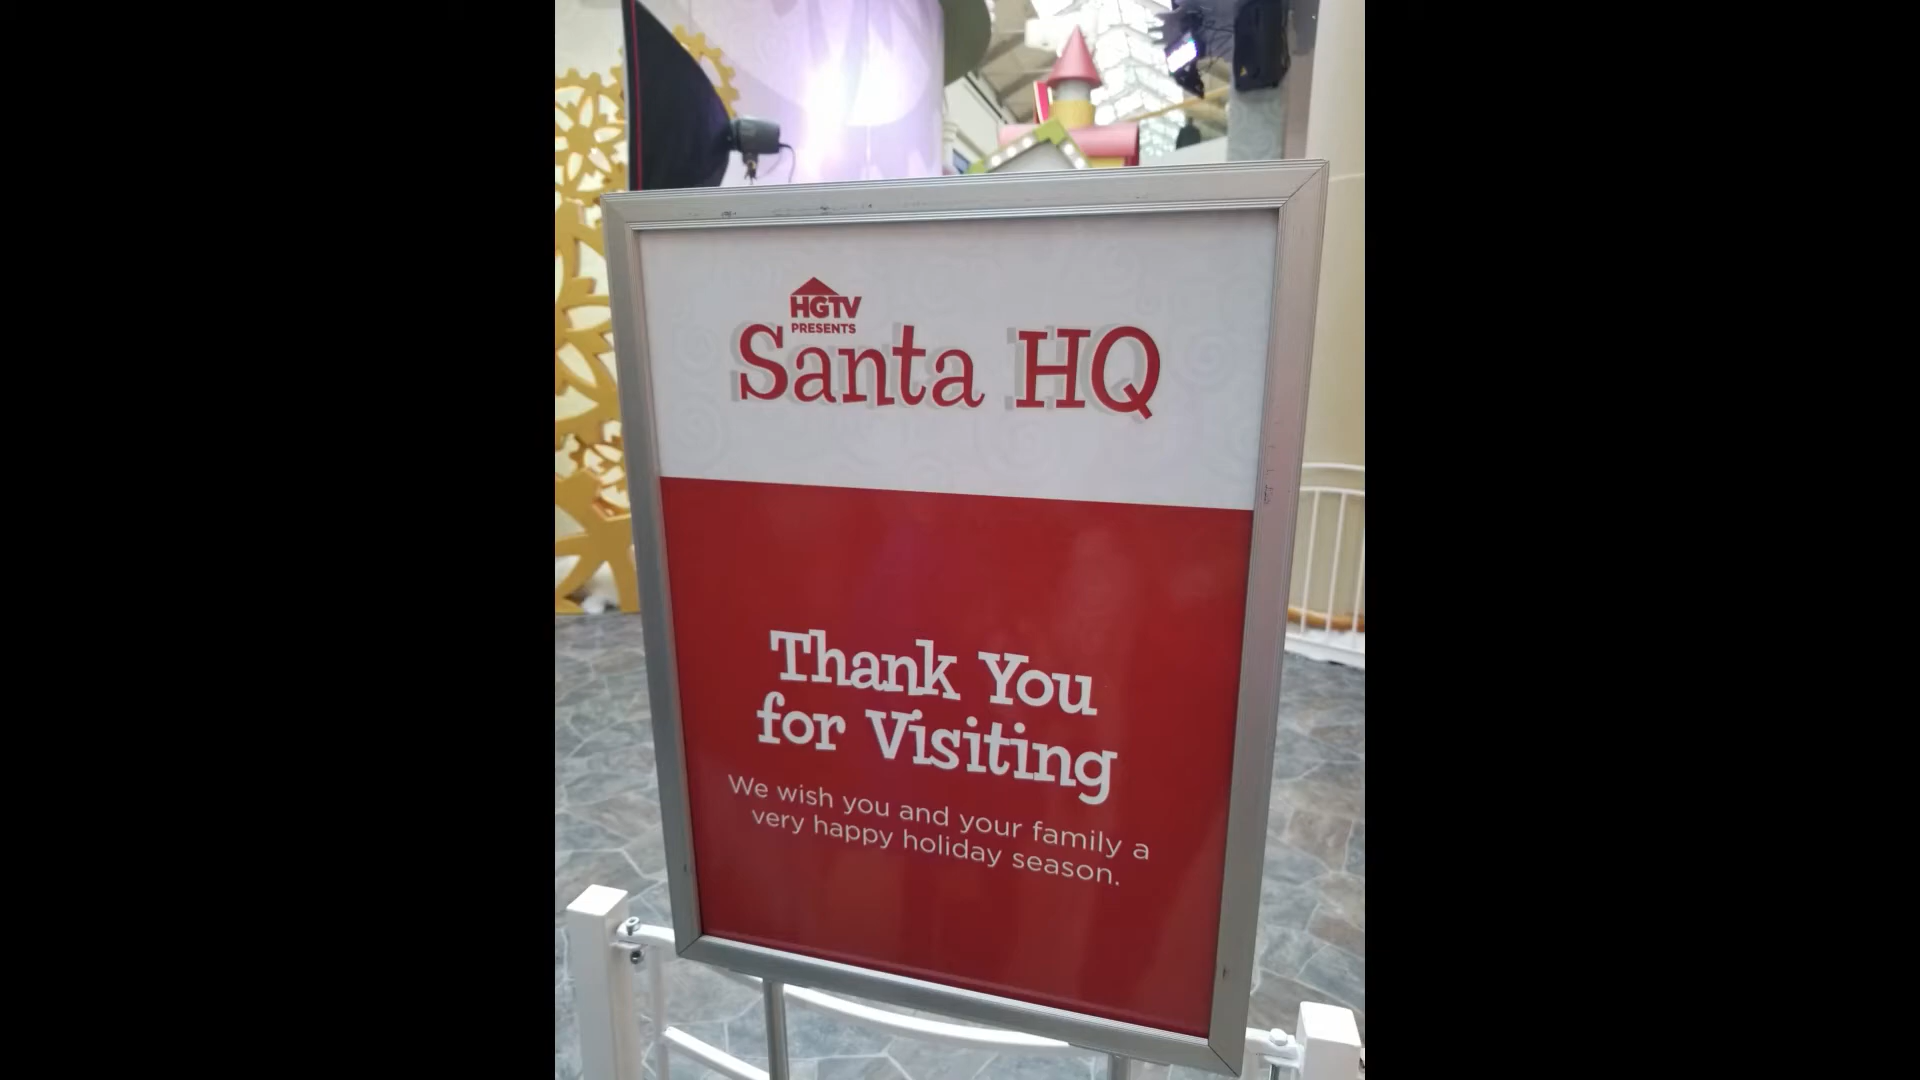 HGTV
PRESENTS
Santa HQ
Thank You
for Visiting
We wish you and your family a
very happy holiday season.